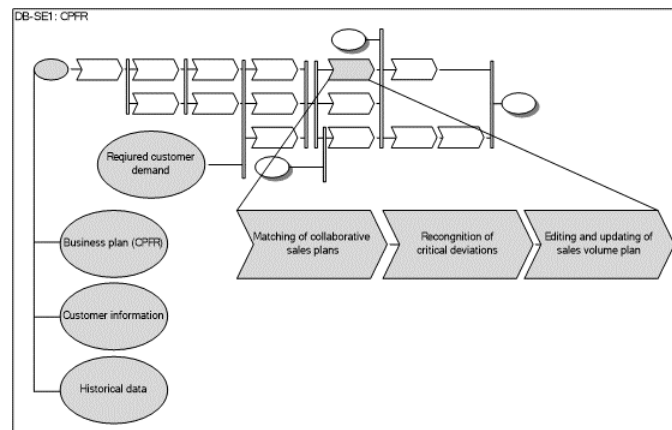 DB-SE1: CPFR
Reqiured customer
demand
Business plan (CPFR)
Matching of collaborative
sales plans
Recongnition of
critical deviations
Editing and updating of
sales volume plan
Customer information
Historical data